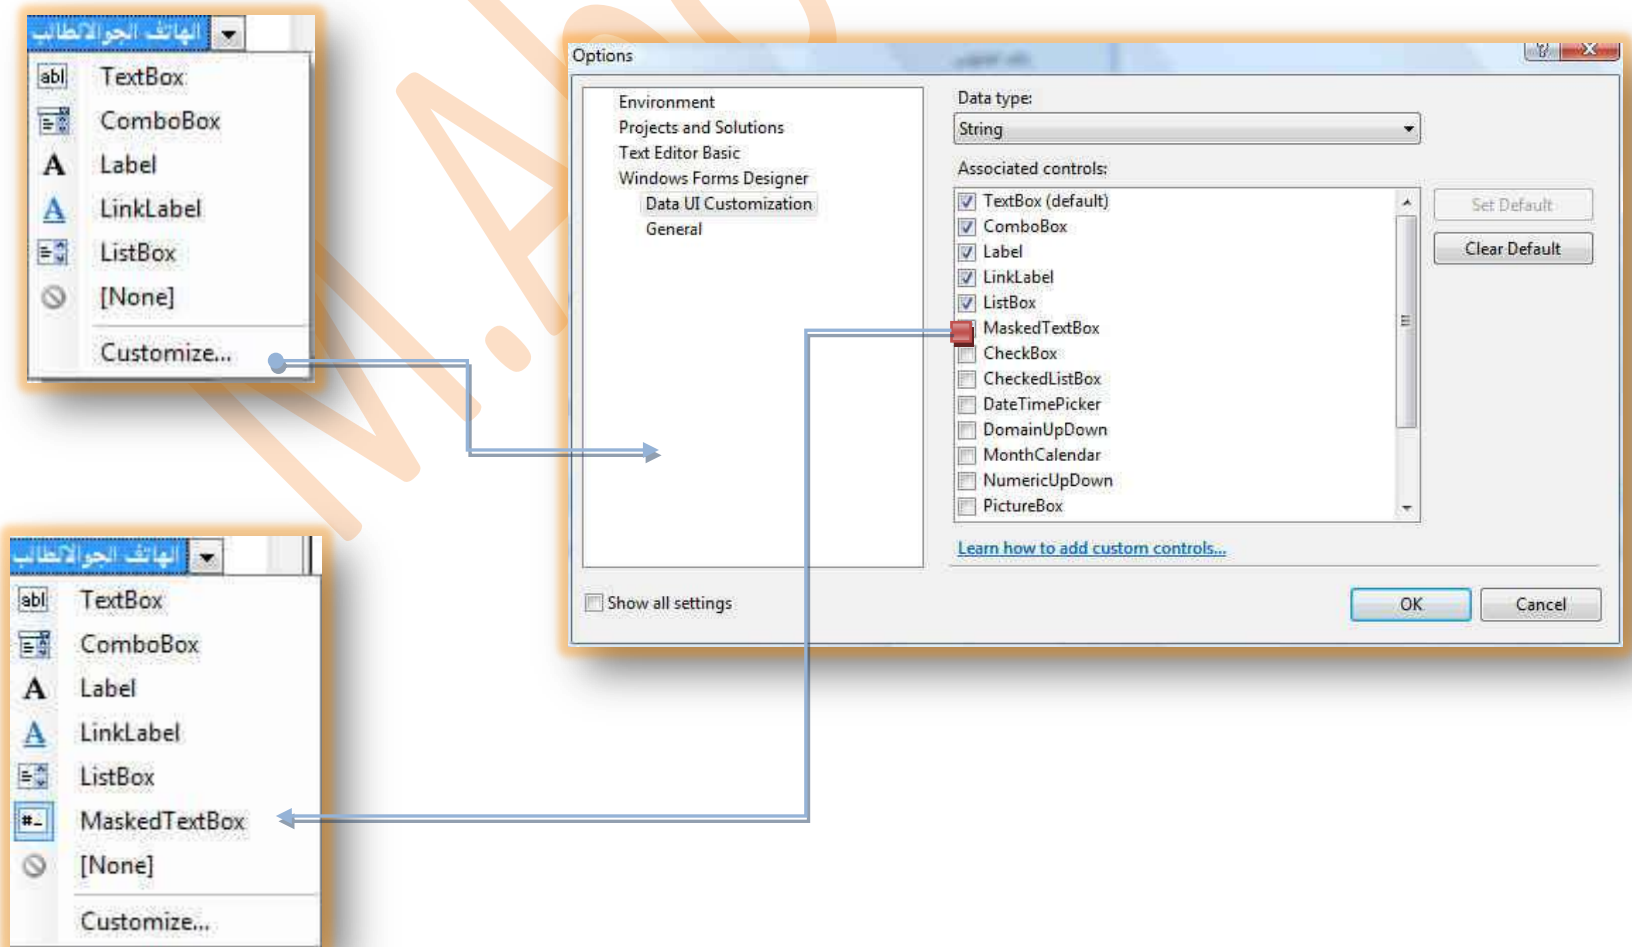 الهاتف الجوالالطالب
TextBox
ComboBox
Label
LinkLabel
ListBox
[None]
Customize...
Options
Environment
Projects and Solutions
Text Editor Basic
Windows Forms Designer
Data UI Customization
General
Show all settings
Data type:
String
Associated controls:
TextBox (default)
ComboBox
Label
LinkLabel
ListBox
MaskedTextBox
CheckBox
CheckedListBox
DateTimePicker
DomainUpDown
MonthCalendar
NumericUpDown
PictureBox
Set Default
Clear Default
Learn how to add custom controls...
OK
Cancel
الهاتف الجوالالطالب
TextBox
ComboBox
Label
LinkLabel
ListBox
MaskedTextBox
[None]
Customize...